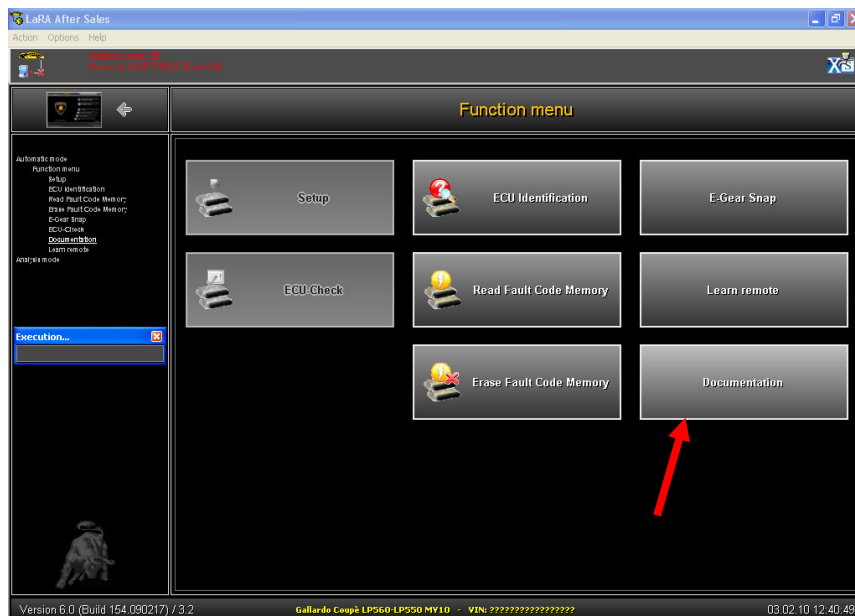 LaRA After Sales
Action Options Help
Function menu
Automatic mode
Function menu
Setup
ECU Identification
Read Fault Code Memory
Erase Fault Code Memory
E-Gear Snap
ECU-Check
Documentation
Learn remote
Analysis mode
Setup
ECU Identification
E-Gear Snap
ECU-Check
Read Fault Code Memory
Learn remote
Execution...
Erase Fault Code Memory
Documentation
Version 6.0 (Build 154.090217) / 3.2
Gallardo Coupè LP560-LP550 MY10 - VIN: ?????????????????
03.02.10 12:40:49